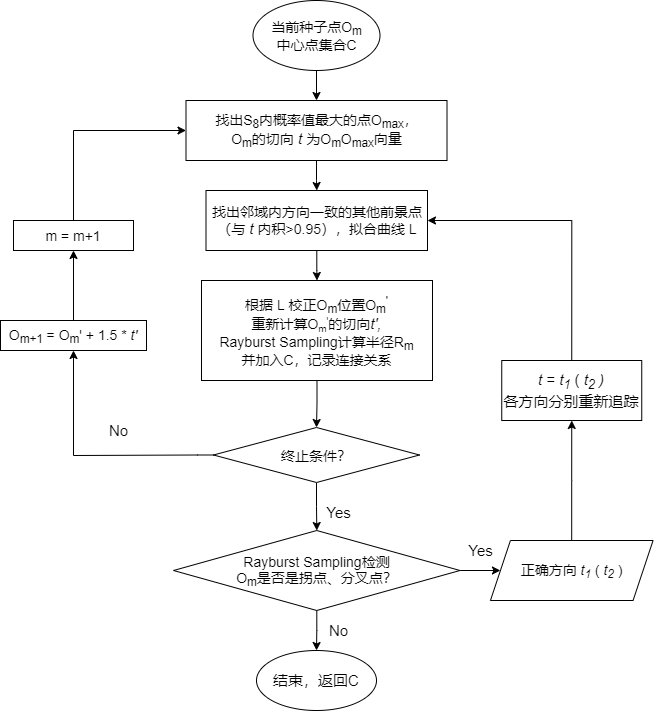 当前种子点Om
中心点集合C
找出S8内概率值最大的点Omax，
Om的切向 t 为OmOmax向量
找出邻域内方向一致的其他前景点
（与 t 内积>0.95），拟合曲线 L
m = m+1
根据 L 校正Om位置Om'
重新计算Om'的切向t',
Rayburst Sampling计算半径Rm
并加入C，记录连接关系
Om+1 = Om' + 1.5 * t'
t = t1 ( t2 )
各方向分别重新追踪
No
终止条件？
Yes
Rayburst Sampling检测
Om是否是拐点、分叉点？
Yes
正确方向 t1 ( t2 )
No
结束，返回C